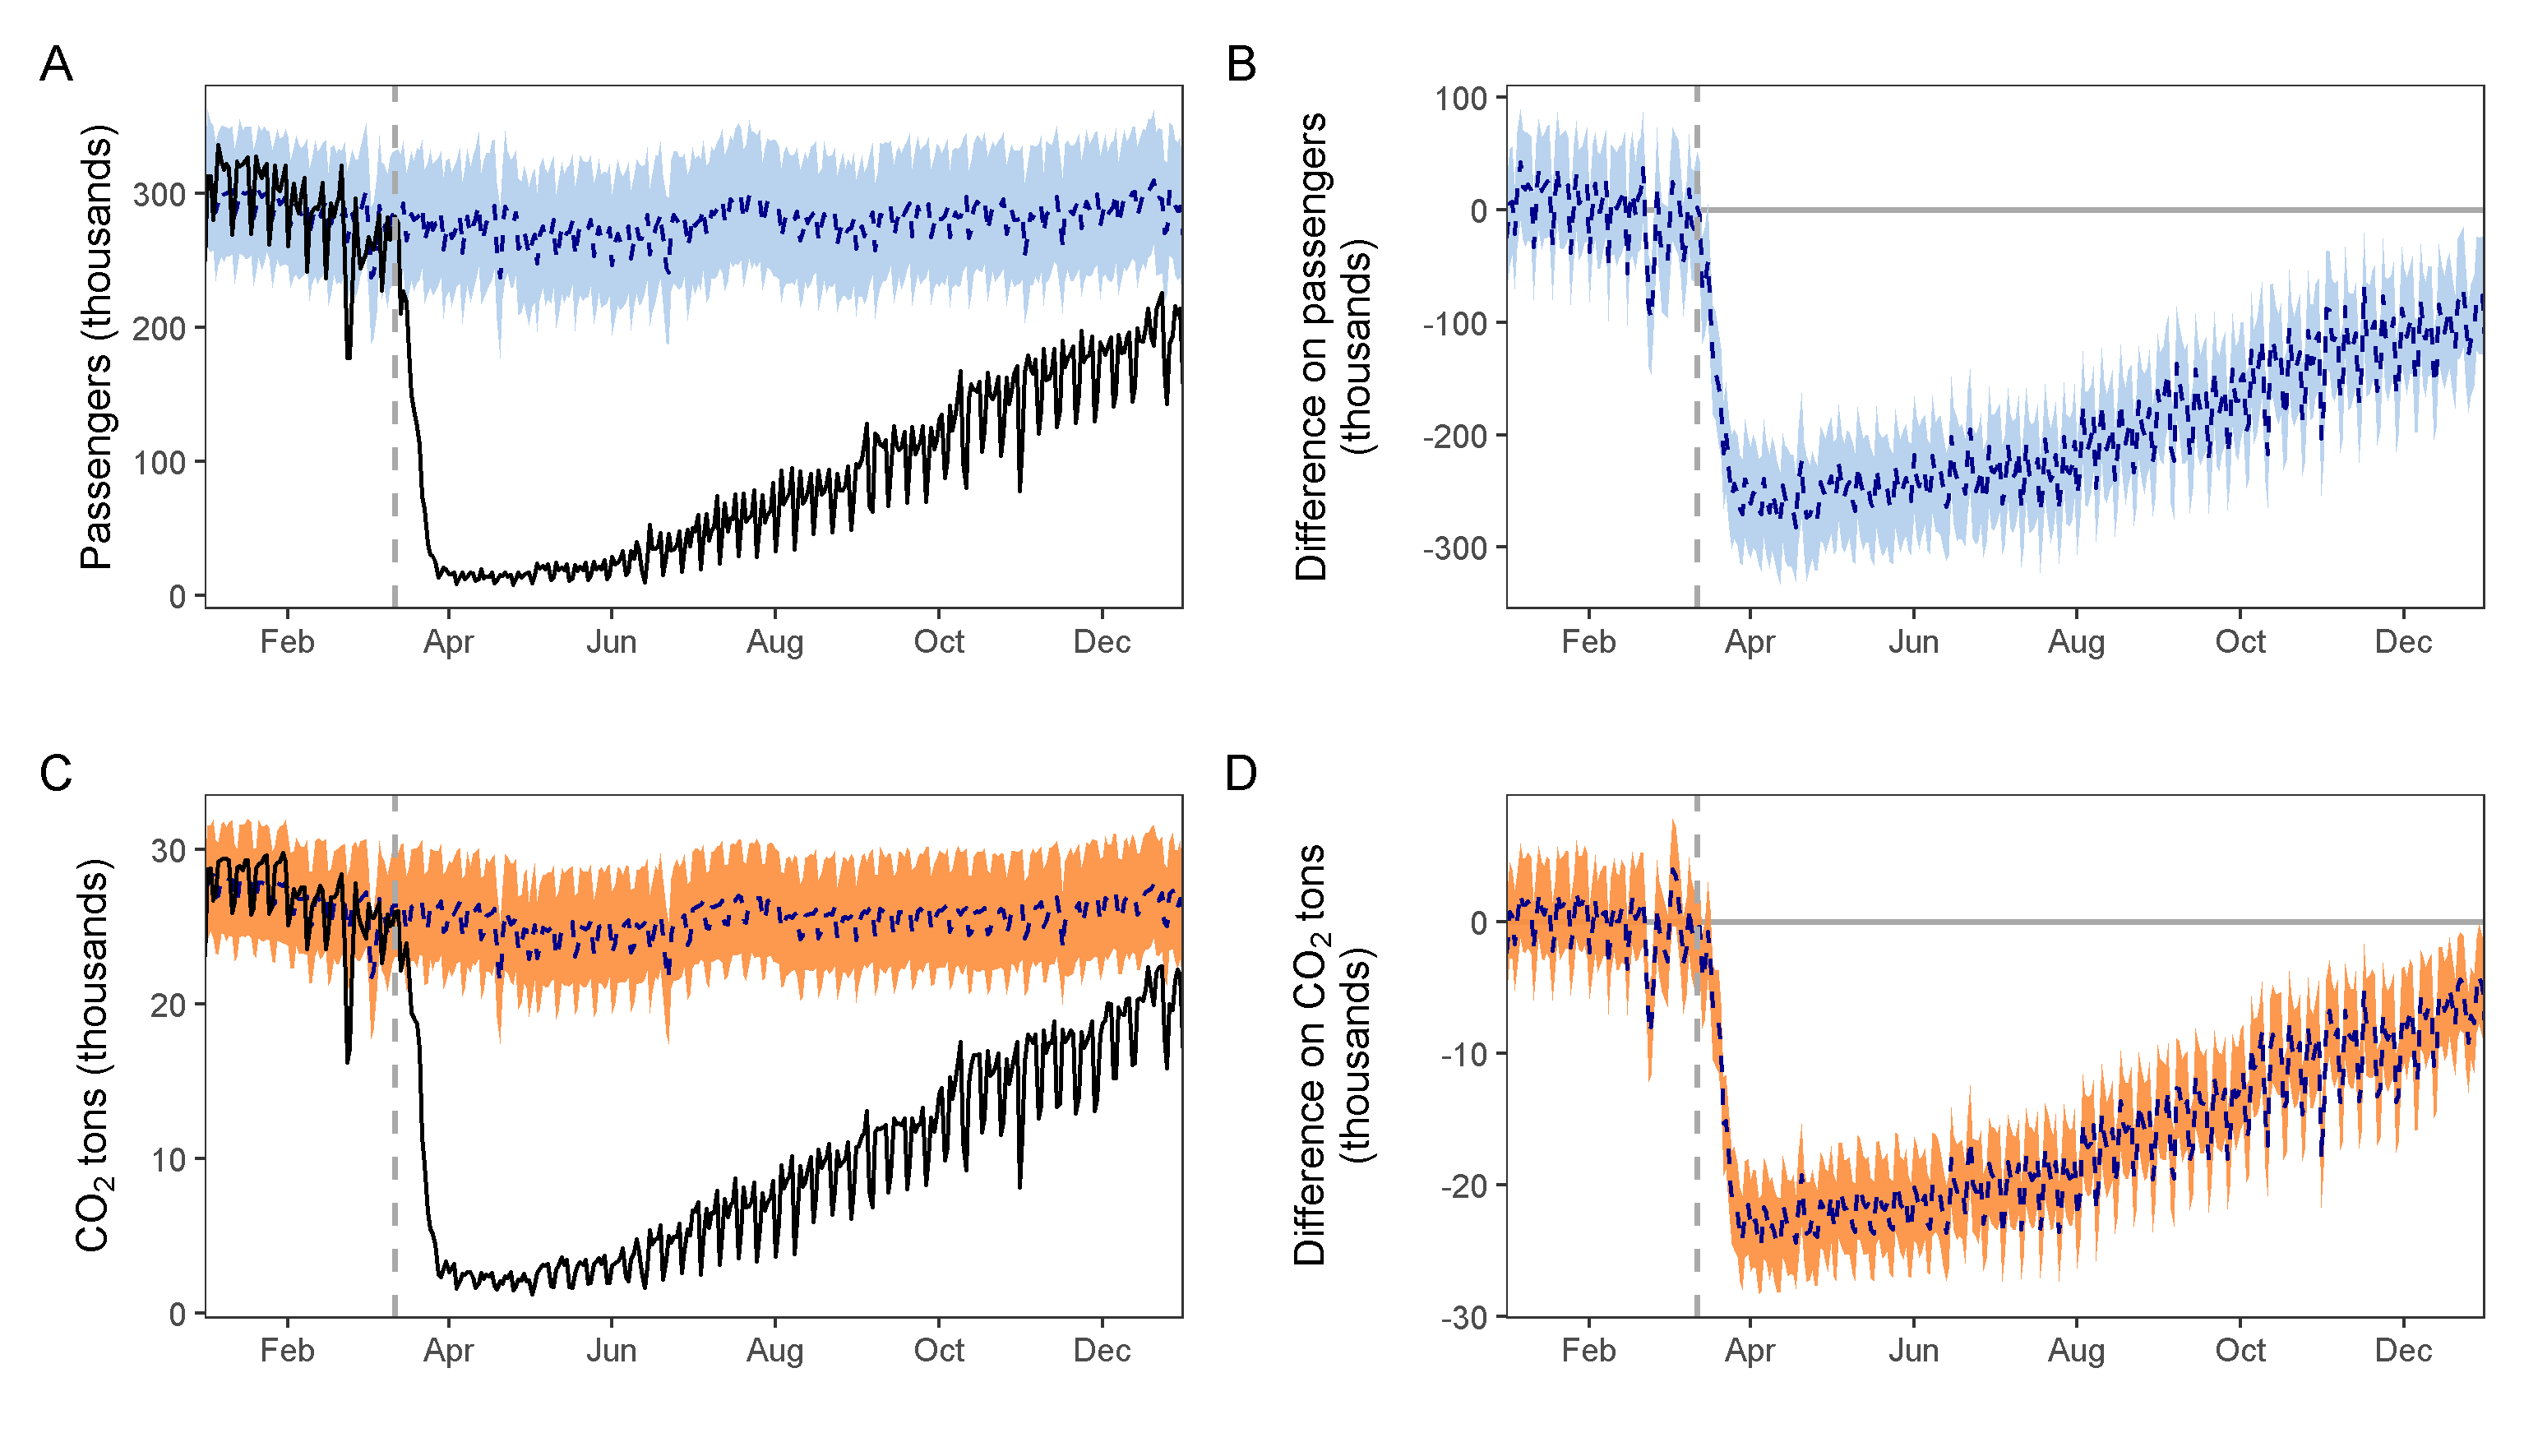 A
Passengers (thousands)
300
200
100
0
Feb Apr Jun Aug Oct Dec
B
Difference on passengers
(thousands)
100
0
-100
-200
-300
Feb Apr Jun Aug Oct Dec
C
CO₂ tons (thousands)
30
20
10
0
Feb Apr Jun Aug Oct Dec
D
Difference on CO₂ tons
(thousands)
0
-10
-20
-30
Feb Apr Jun Aug Oct Dec